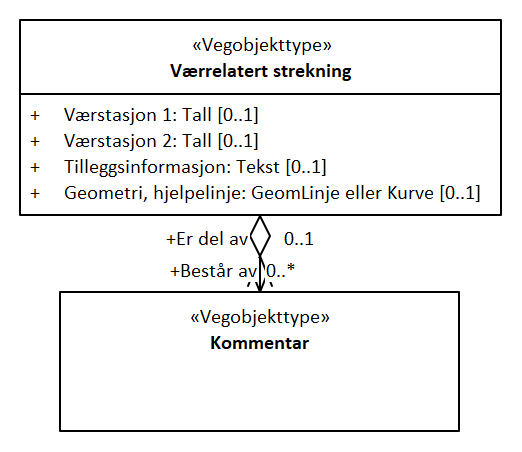 «Vegobjekttype»
Værrelatert strekning
+ Værstasjon 1: Tall [0..1]
+ Værstasjon 2: Tall [0..1]
+ Tilleggsinformasjon: Tekst [0..1]
+ Geometri, hjelpelinje: GeomLinje eller Kurve [0..1]
+Er del av 0..1
+Består av 0..*
«Vegobjekttype»
Kommentar